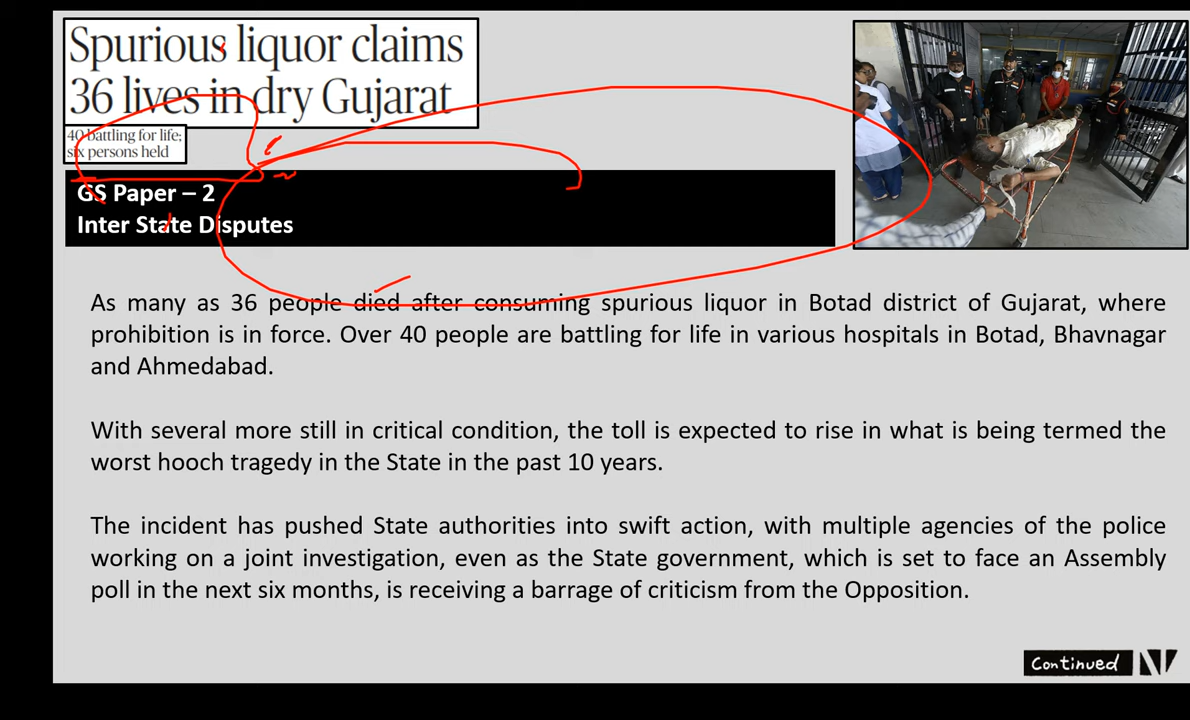 Spurious liquor claims
36 lives in dry Gujarat
40 battling for life;
six persons held
GS Paper – 2
Inter State Disputes
As many as 36 people died after consuming spurious liquor in Botad district of Gujarat, where
prohibition is in force. Over 40 people are battling for life in various hospitals in Botad, Bhavnagar
and Ahmedabad.
With several more still in critical condition, the toll is expected to rise in what is being termed the
worst hooch tragedy in the State in the past 10 years.
The incident has pushed State authorities into swift action, with multiple agencies of the police
working on a joint investigation, even as the State government, which is set to face an Assembly
poll in the next six months, is receiving a barrage of criticism from the Opposition.
Continued